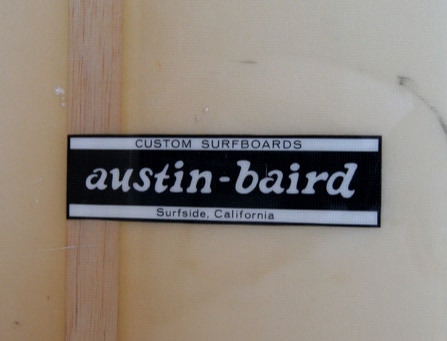 CUSTOM SURFBOARDS
austin-baird
Surfside, California